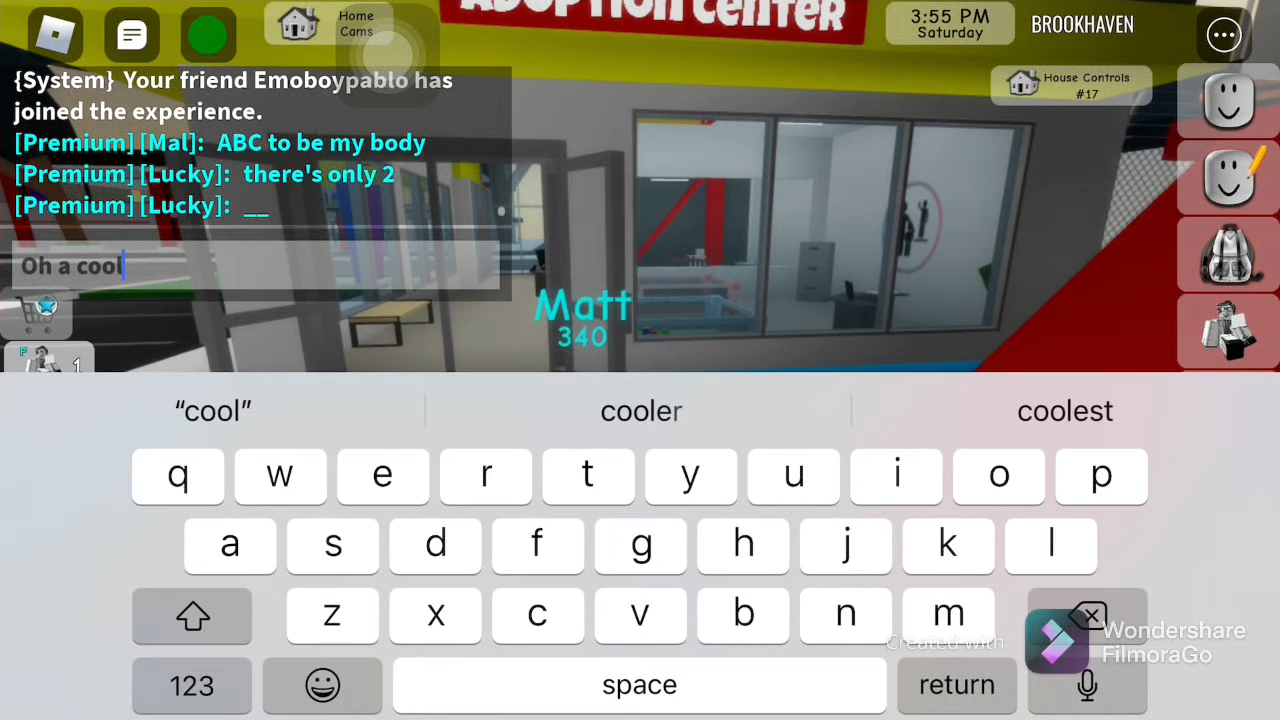 ADOPTION CENTER
Home
Cams
3:55 PM
Saturday
BROOKHAVEN
House Controls
#17
{System} Your friend Emoboypablo has
joined the experience.
[Premium] [Mal]: ABC to be my body
[Premium] [Lucky]: there's only 2
[Premium] [Lucky]: __
Oh a cool
F
1
Matt
340
“cool” cooler coolest
q w e r t y u i o p
a s d f g h j k l
z x c v b n m
Created with
Wondershare
FilmoraGo
123 space return